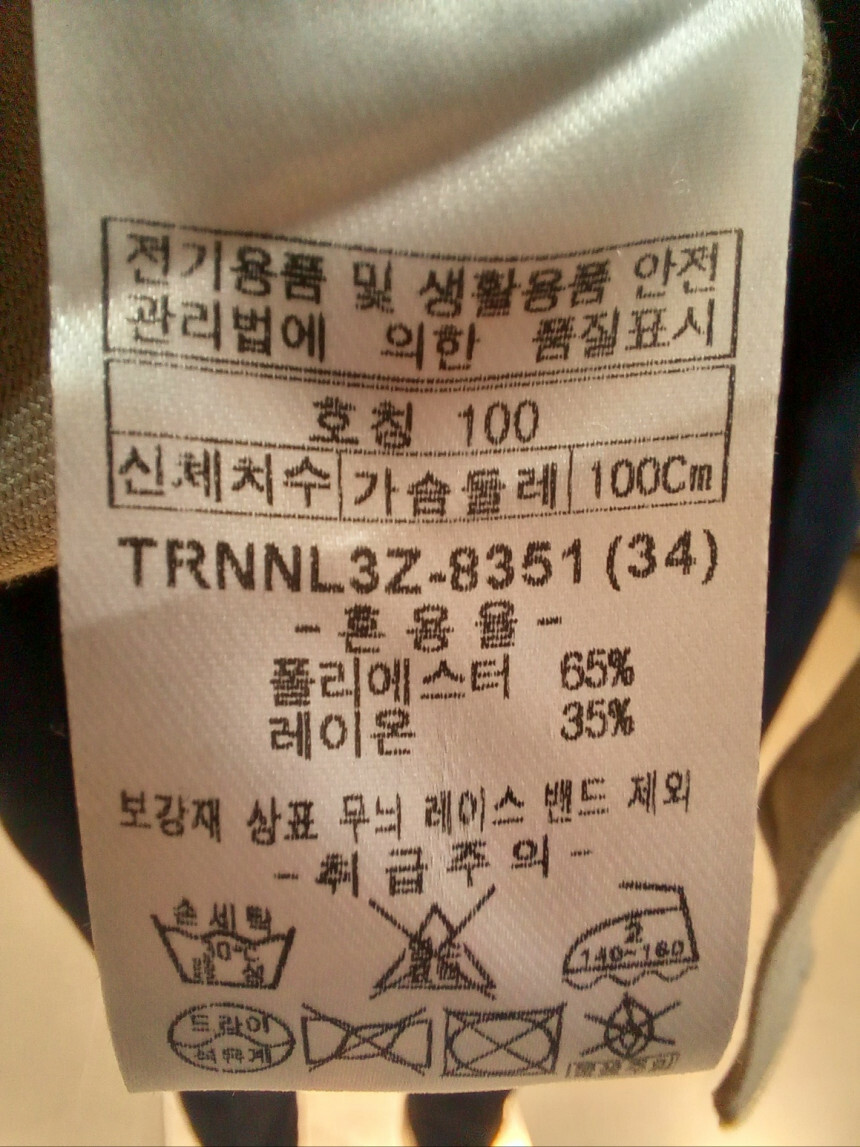 전기용품 및 생활용품 안전
관리법에 의한 품질표시
호칭 100
신체치수 가슴둘레 100Cm
TRNNL3Z-8351(34)
- 혼용율 -
폴리에스터 65%
레이온 35%
보강재 상표 무늬 레이스 밴드 제외
- 취급주의 -
손세탁
2
140~160
드라이
석유계